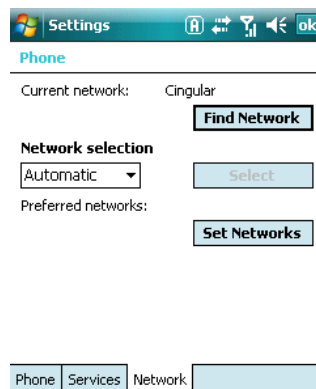 Settings A ok
Phone
Current network: Cingular
Find Network
Network selection
Automatic Select
Preferred networks:
Set Networks
Phone Services Network